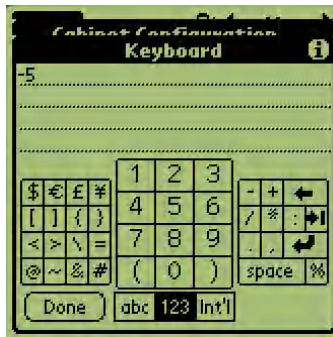 Cabinet Configuration
Keyboard i
-5
1 2 3
$ € £ ¥ - + ←
4 5 6
[ ] { } / * :
7 8 9
< > \ = . ,
@ ~ & # ( 0 ) space %
Done abc 123 Int'l